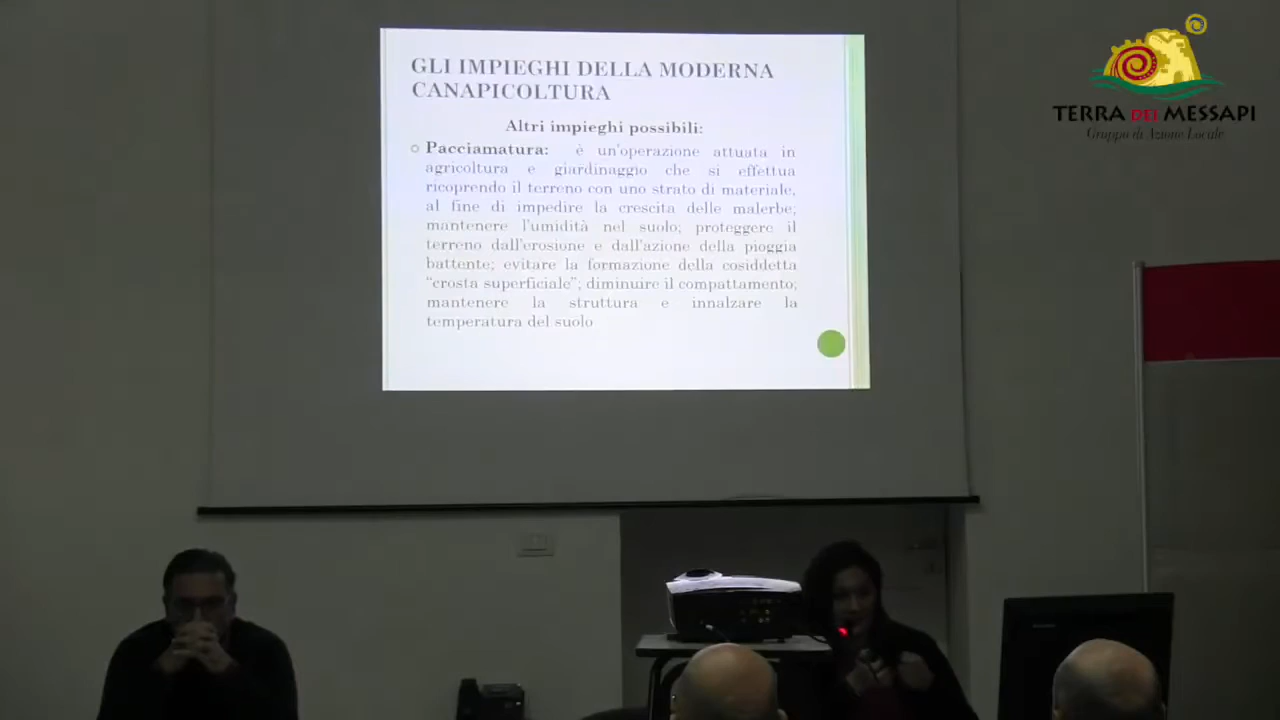 GLI IMPIEGHI DELLA MODERNA
CANAPICOLTURA
Altri impieghi possibili:
Pacciamatura: è un'operazione attuata in
agricoltura e giardinaggio che si effettua
ricoprendo il terreno con uno strato di materiale,
al fine di impedire la crescita delle malerbe;
mantenere l'umidità nel suolo; proteggere il
terreno dall'erosione e dall'azione della pioggia
battente; evitare la formazione della cosiddetta
"crosta superficiale"; diminuire il compattamento;
mantenere la struttura e innalzare la
temperatura del suolo
TERRA DEI MESSAPI
Gruppo di Azione Locale